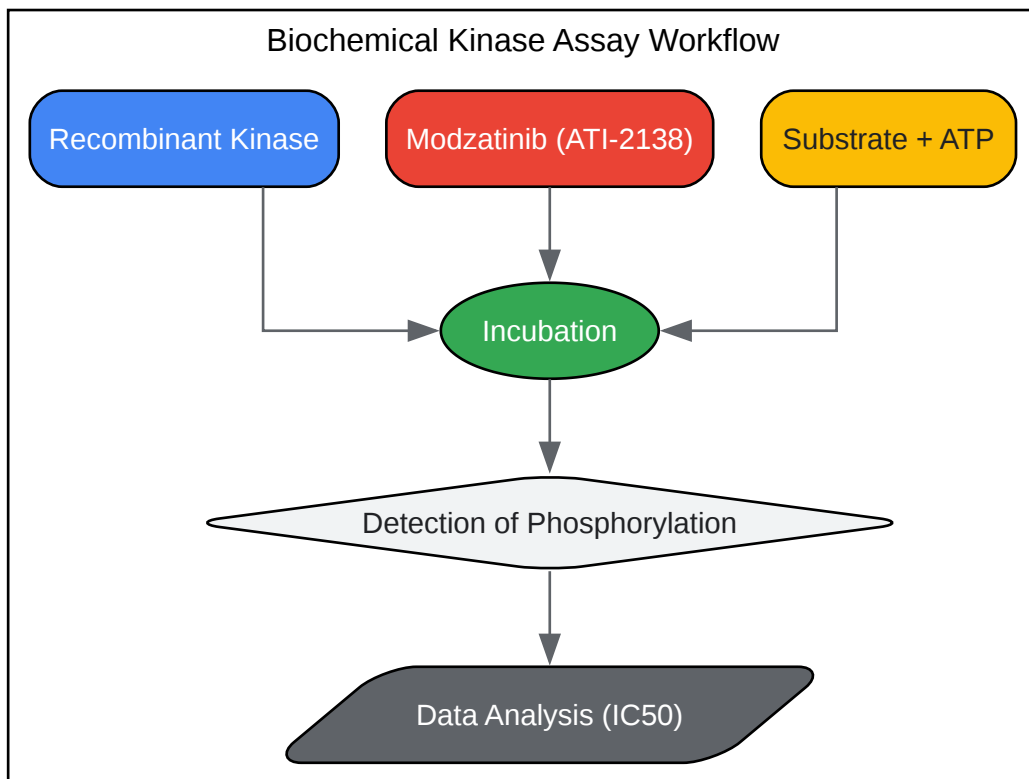 Biochemical Kinase Assay Workflow
Recombinant Kinase
Modzatinib (ATI-2138)
Substrate + ATP
Incubation
Detection of Phosphorylation
Data Analysis (IC50)